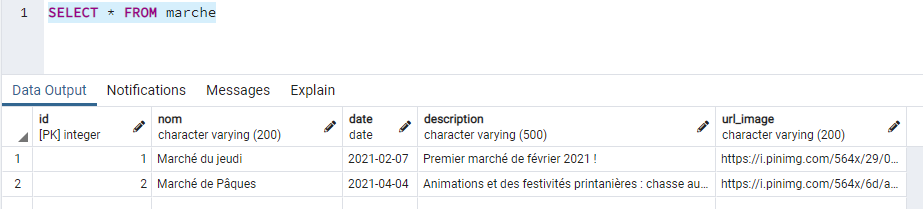 1 SELECT * FROM marche
Data Output Notifications Messages Explain
id nom date description url_image
[PK] integer character varying (200) date character varying (500) character varying (200)
1 1 Marché du jeudi 2021-02-07 Premier marché de février 2021 ! https://i.pinimg.com/564x/29/0...
2 2 Marché de Pâques 2021-04-04 Animations et des festivités printanières : chasse au... https://i.pinimg.com/564x/6d/a...